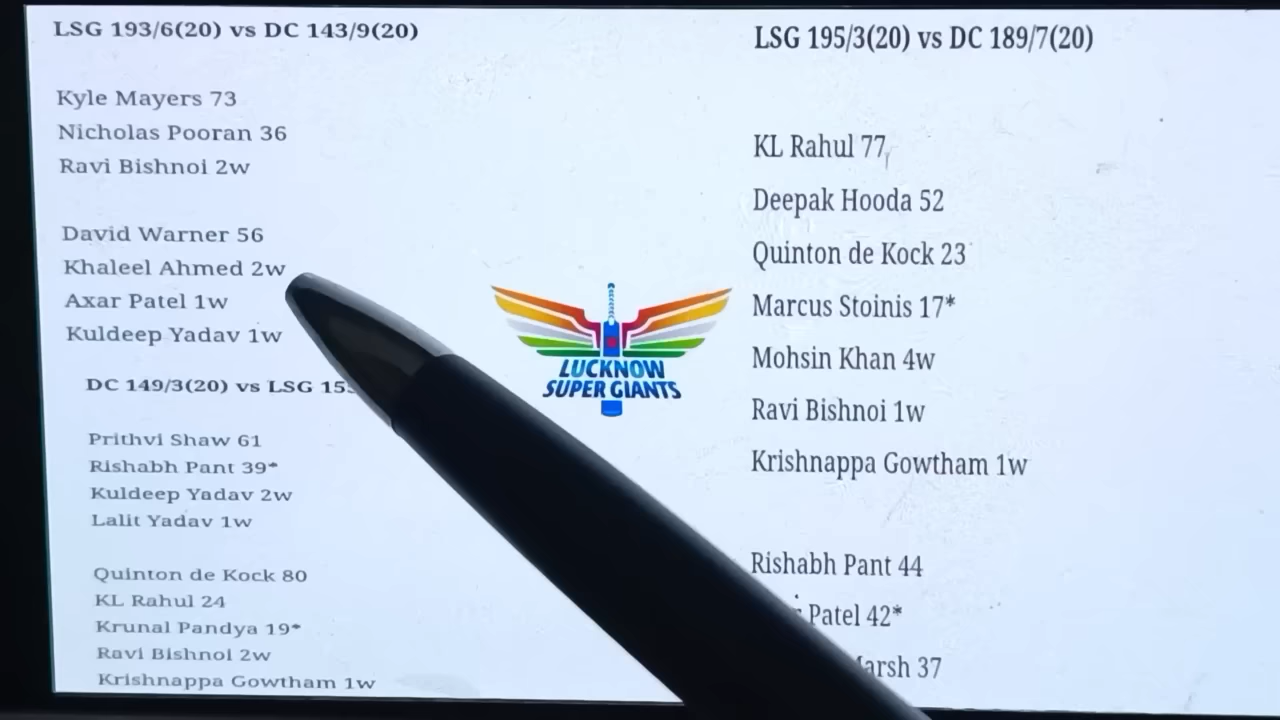 LSG 193/6(20) vs DC 143/9(20)
Kyle Mayers 73
Nicholas Pooran 36
Ravi Bishnoi 2w
David Warner 56
Khaleel Ahmed 2w
Axar Patel 1w
Kuldeep Yadav 1w
DC 149/3(20) vs LSG
Prithvi Shaw 61
Rishabh Pant 39*
Kuldeep Yadav 2w
Lalit Yadav 1w
Quinton de Kock 80
KL Rahul 24
Krunal Pandya 19*
Ravi Bishnoi 2w
Krishnappa Gowtham 1w
LUCKNOW
SUPER GIANTS
LSG 195/3(20) vs DC 189/7(20)
KL Rahul 77
Deepak Hooda 52
Quinton de Kock 23
Marcus Stoinis 17*
Mohsin Khan 4w
Ravi Bishnoi 1w
Krishnappa Gowtham 1w
Rishabh Pant 44
Patel 42*
37